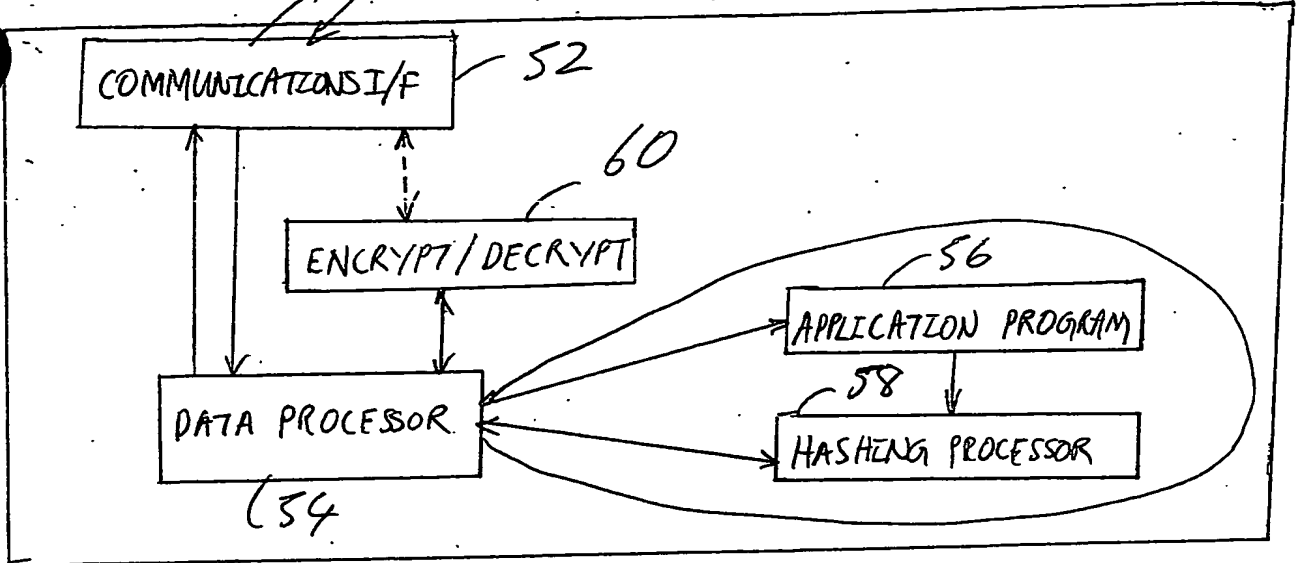 COMMUNICATIONS I/F
52
60
ENCRYPT/DECRYPT
56
APPLICATION PROGRAM
58
DATA PROCESSOR
HASHING PROCESSOR
54